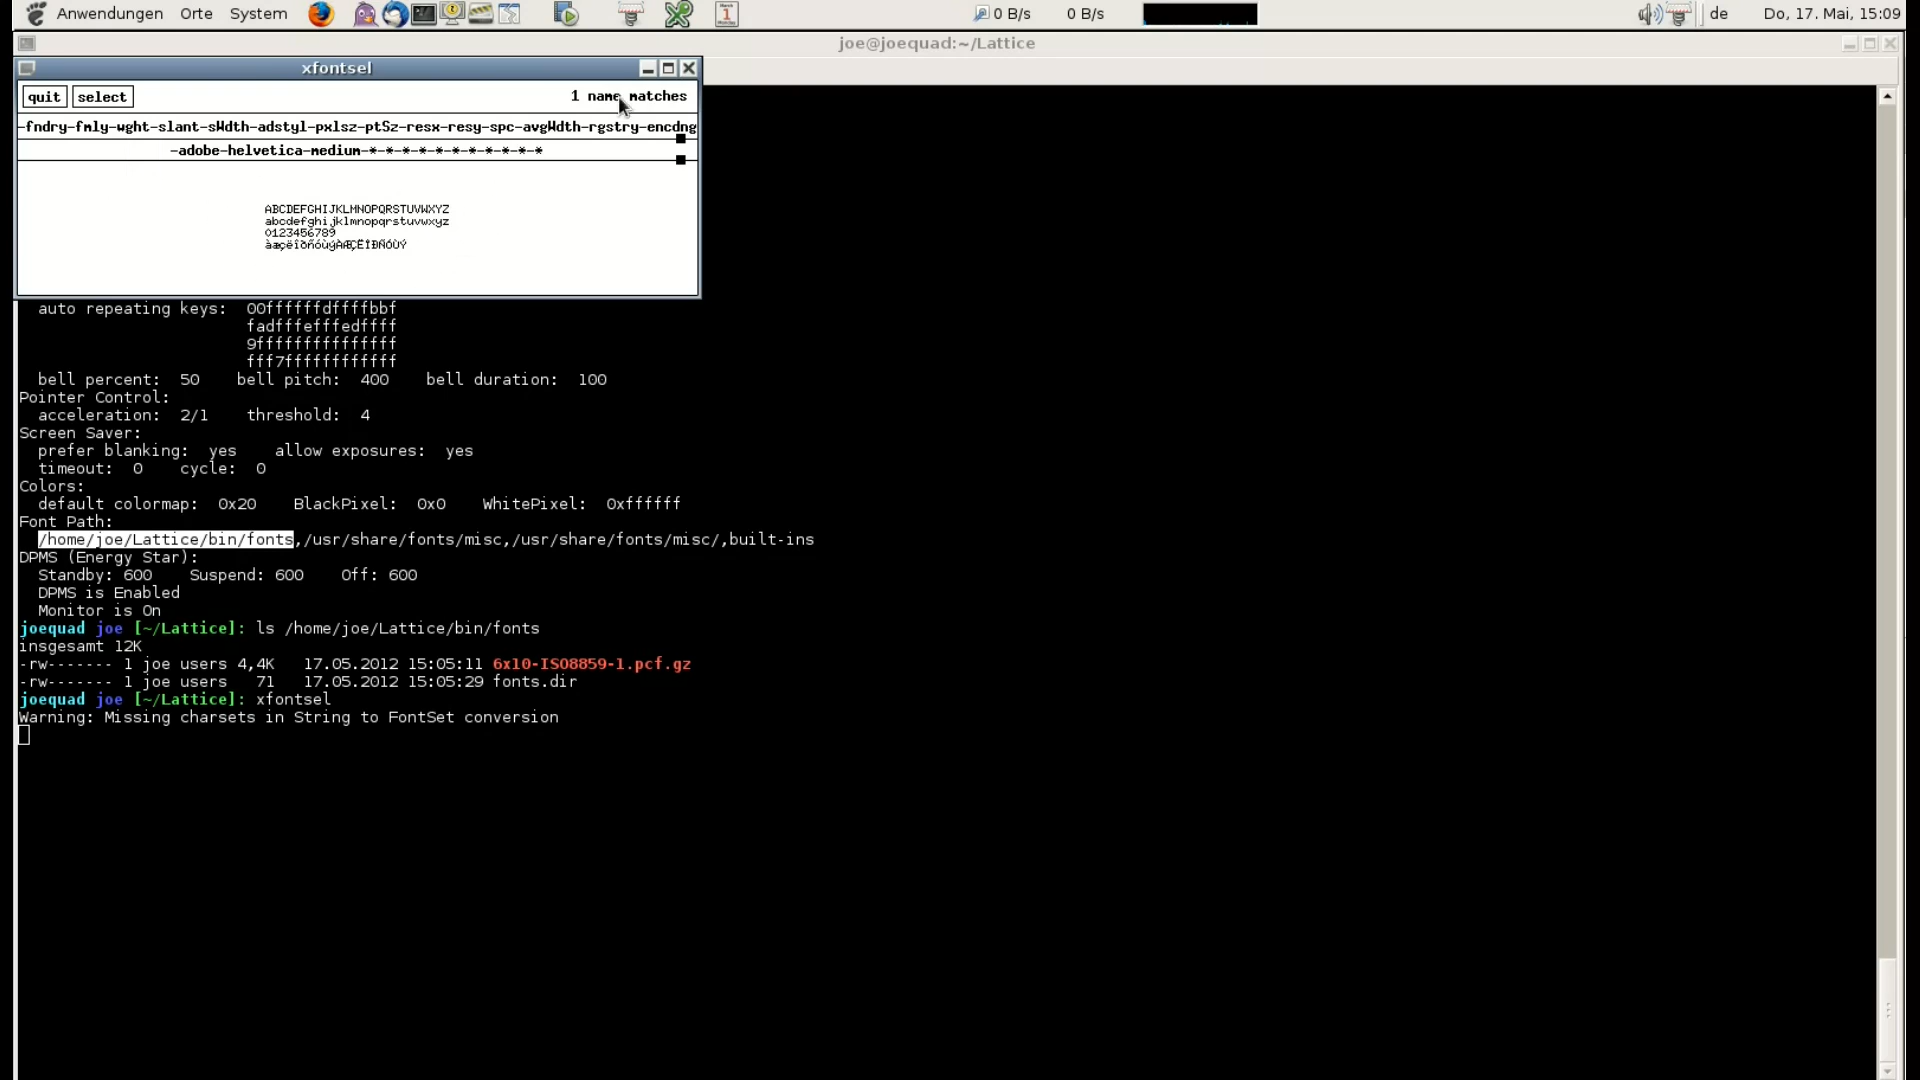 Anwendungen Orte System 0 B/s 0 B/s de Do, 17. Mai, 15:09
joe@joequad:~/Lattice
xfontsel
quit select 1 name matches
-fndry-fmly-wght-slant-sWdth-adstyl-pxlsz-ptSz-resx-resy-spc-avgWdth-rgstry-encdng
-adobe-helvetica-medium-*-*-*-*-*-*-*-*-*-*-*
ABCDEFGHIJKLMNOPQRSTUVWXYZ
abcdefghijklmnopqrstuvwxyz
0123456789
àæçëîðñóùýÀÆÇËÎÐÑÓÙÝ
auto repeating keys: 00ffffffdffffbbf
fadfffefffedffff
9fffffffffffffff
fff7ffffffffffff
bell percent: 50 bell pitch: 400 bell duration: 100
Pointer Control:
acceleration: 2/1 threshold: 4
Screen Saver:
prefer blanking: yes allow exposures: yes
timeout: 0 cycle: 0
Colors:
default colormap: 0x20 BlackPixel: 0x0 WhitePixel: 0xffffff
Font Path:
/home/joe/Lattice/bin/fonts,/usr/share/fonts/misc,/usr/share/fonts/misc/,built-ins
DPMS (Energy Star):
Standby: 600 Suspend: 600 Off: 600
DPMS is Enabled
Monitor is On
joequad joe [~/Lattice]: ls /home/joe/Lattice/bin/fonts
insgesamt 12K
-rw------- 1 joe users 4,4K 17.05.2012 15:05:11 6x10-ISO8859-1.pcf.gz
-rw------- 1 joe users 71 17.05.2012 15:05:29 fonts.dir
joequad joe [~/Lattice]: xfontsel
Warning: Missing charsets in String to FontSet conversion